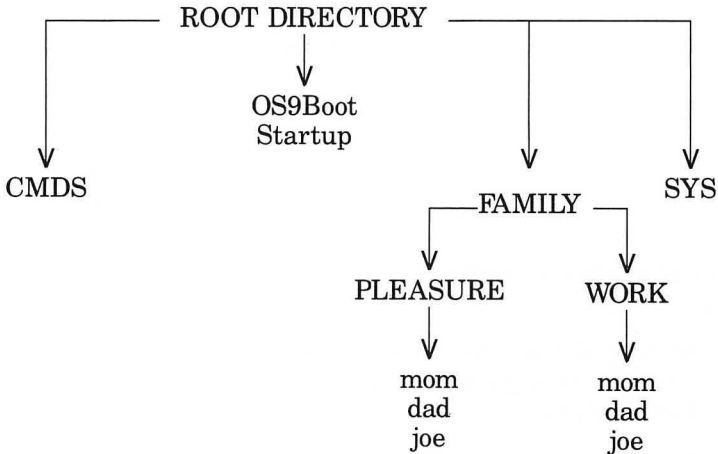 ROOT DIRECTORY
OS9Boot
Startup
CMDS
SYS
FAMILY
PLEASURE
WORK
mom
dad
joe
mom
dad
joe